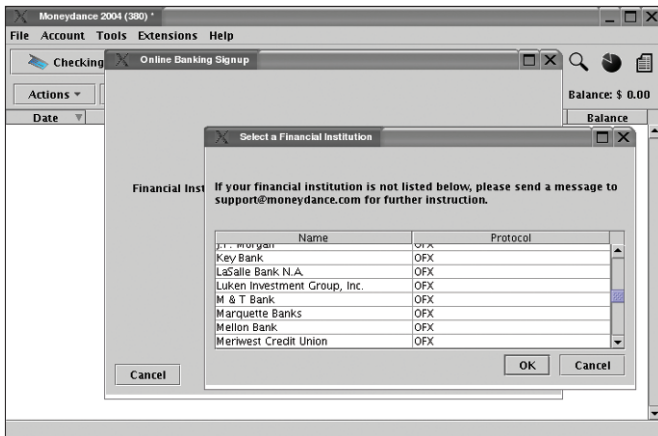 Moneydance 2004 (380) *
File Account Tools Extensions Help
Checking
Online Banking Signup
Actions
Balance: $ 0.00
Date
Balance
Select a Financial Institution
Financial Inst
If your financial institution is not listed below, please send a message to
support@moneydance.com for further instruction.
Name Protocol
J.P. Morgan OFX
Key Bank OFX
LaSalle Bank N.A. OFX
Luken Investment Group, Inc. OFX
M & T Bank OFX
Marquette Banks OFX
Mellon Bank OFX
Meriwest Credit Union OFX
OK Cancel
Cancel